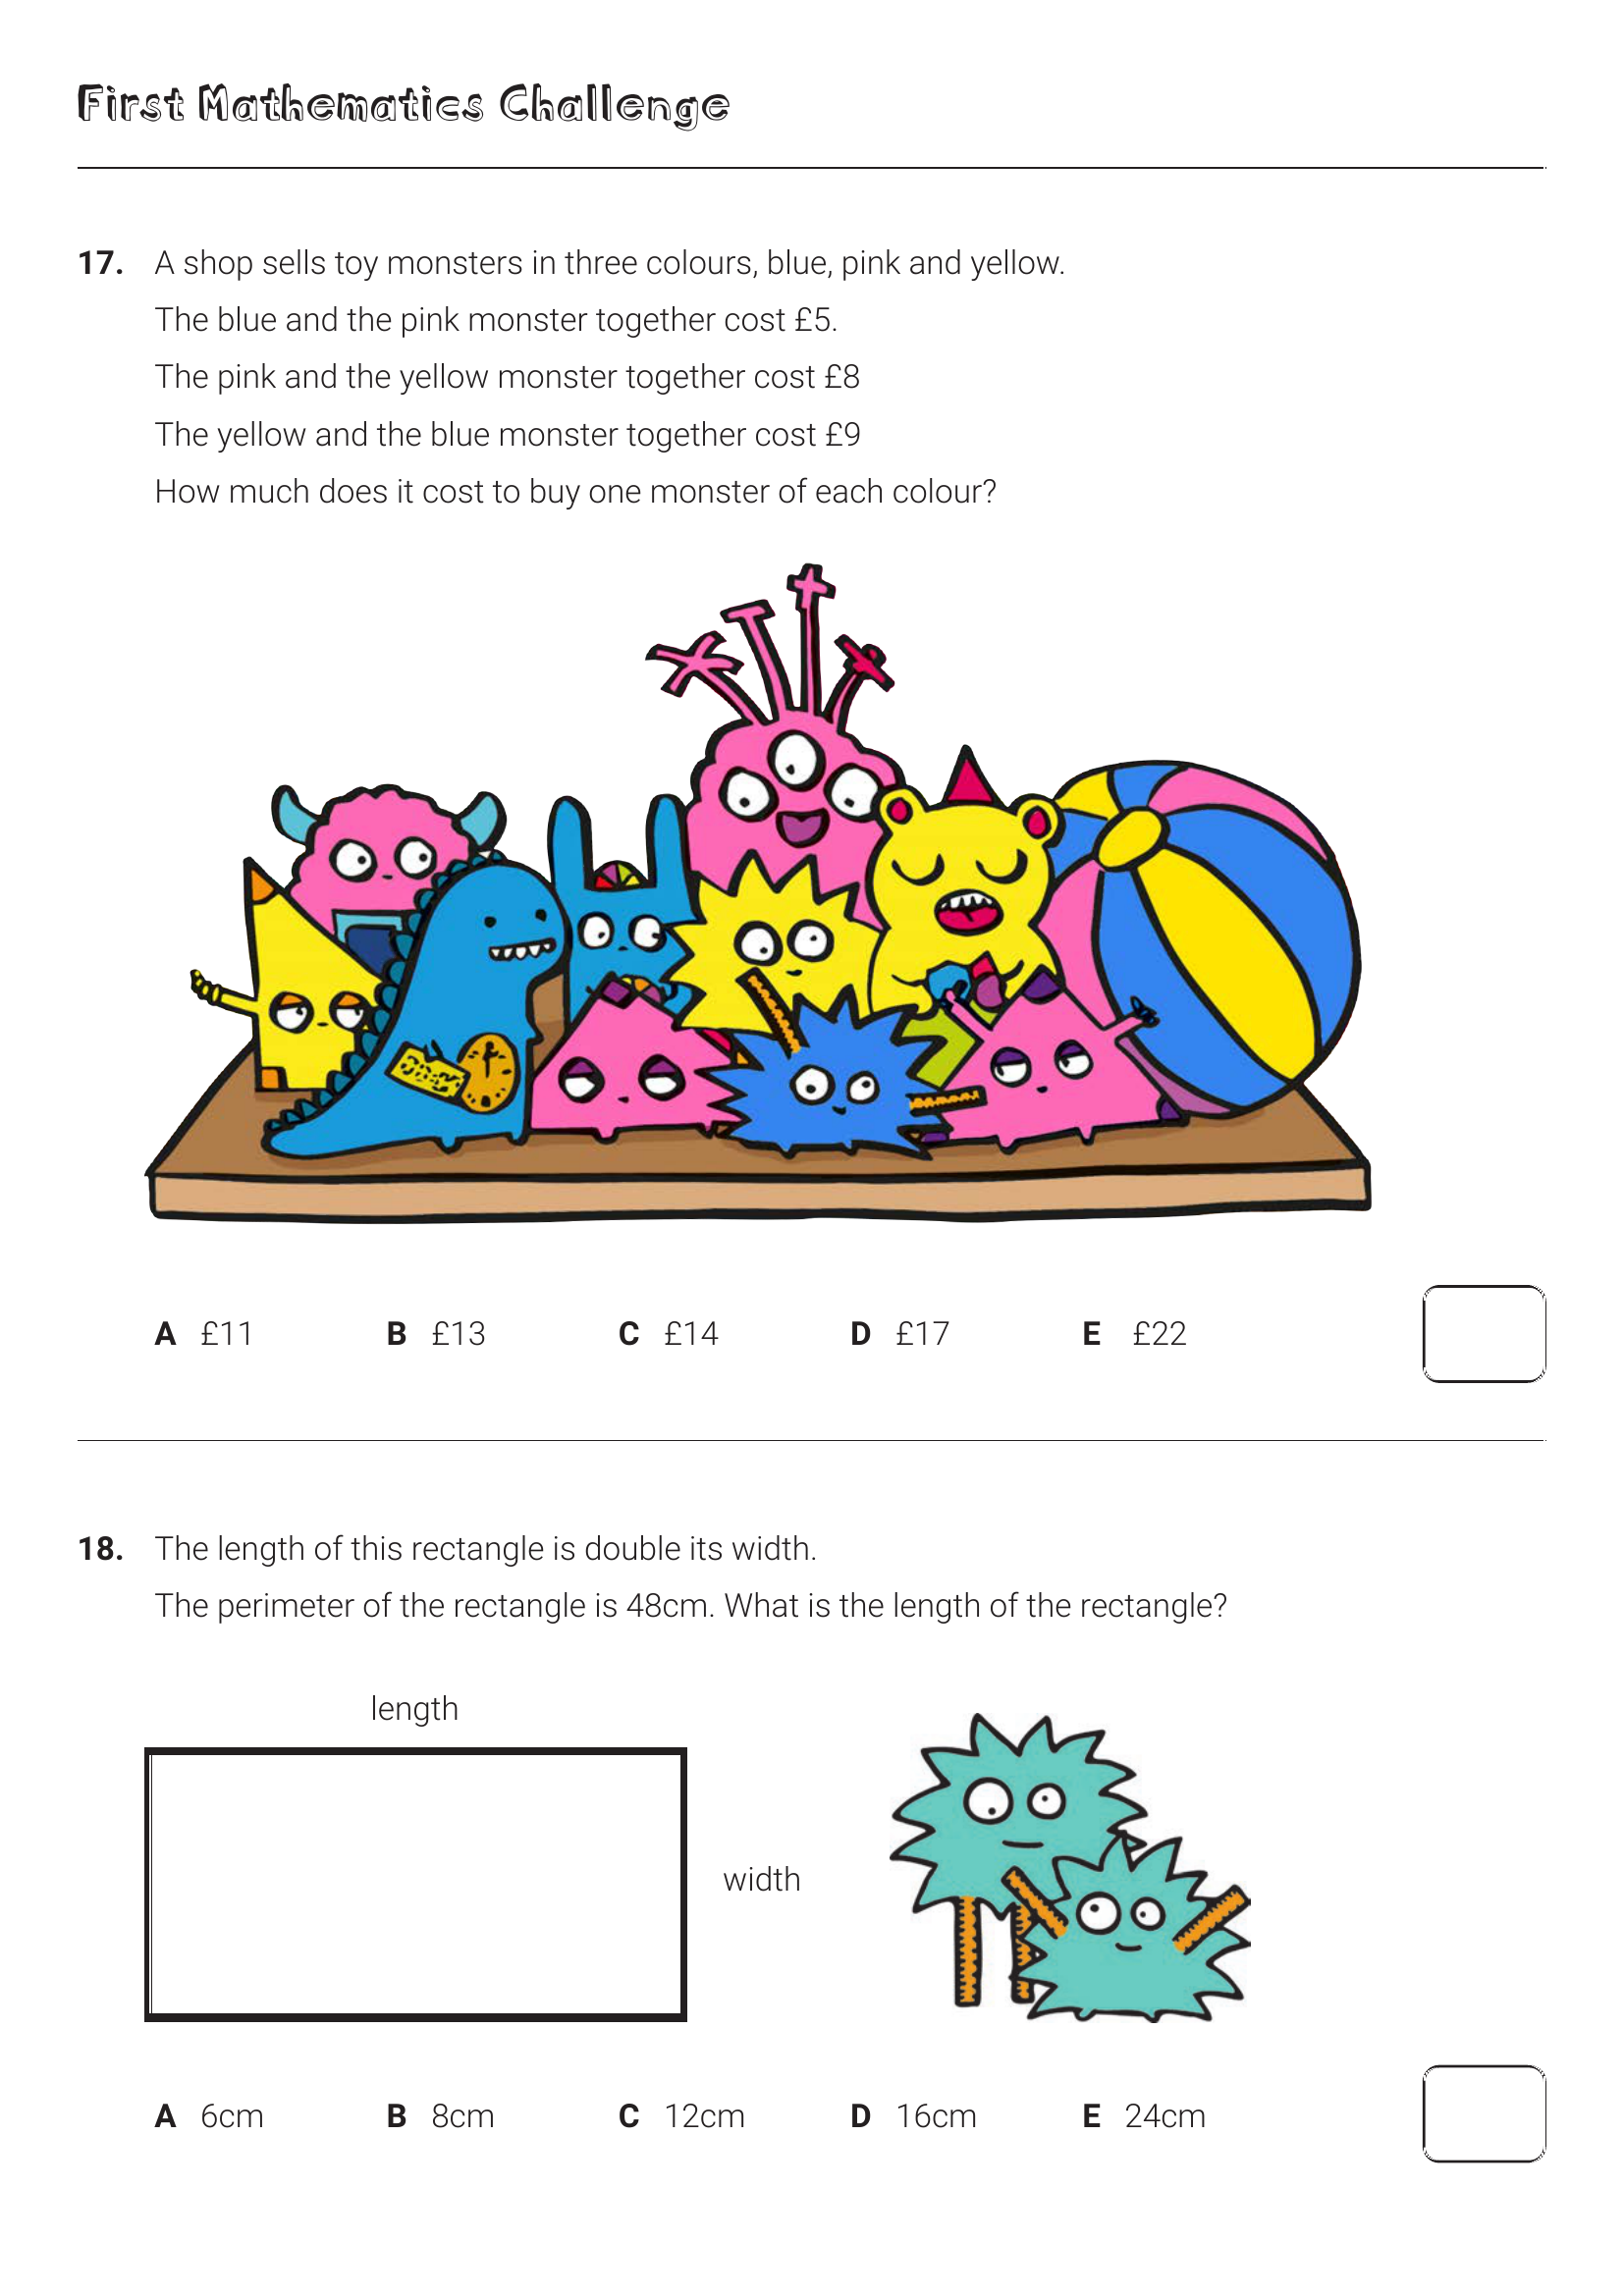 First Mathematics Challenge
17. A shop sells toy monsters in three colours, blue, pink and yellow.
The blue and the pink monster together cost £5.
The pink and the yellow monster together cost £8
The yellow and the blue monster together cost £9
How much does it cost to buy one monster of each colour?
A £11 B £13 C £14 D £17 E £22
18. The length of this rectangle is double its width.
The perimeter of the rectangle is 48cm. What is the length of the rectangle?
length
width
A 6cm B 8cm C 12cm D 16cm E 24cm